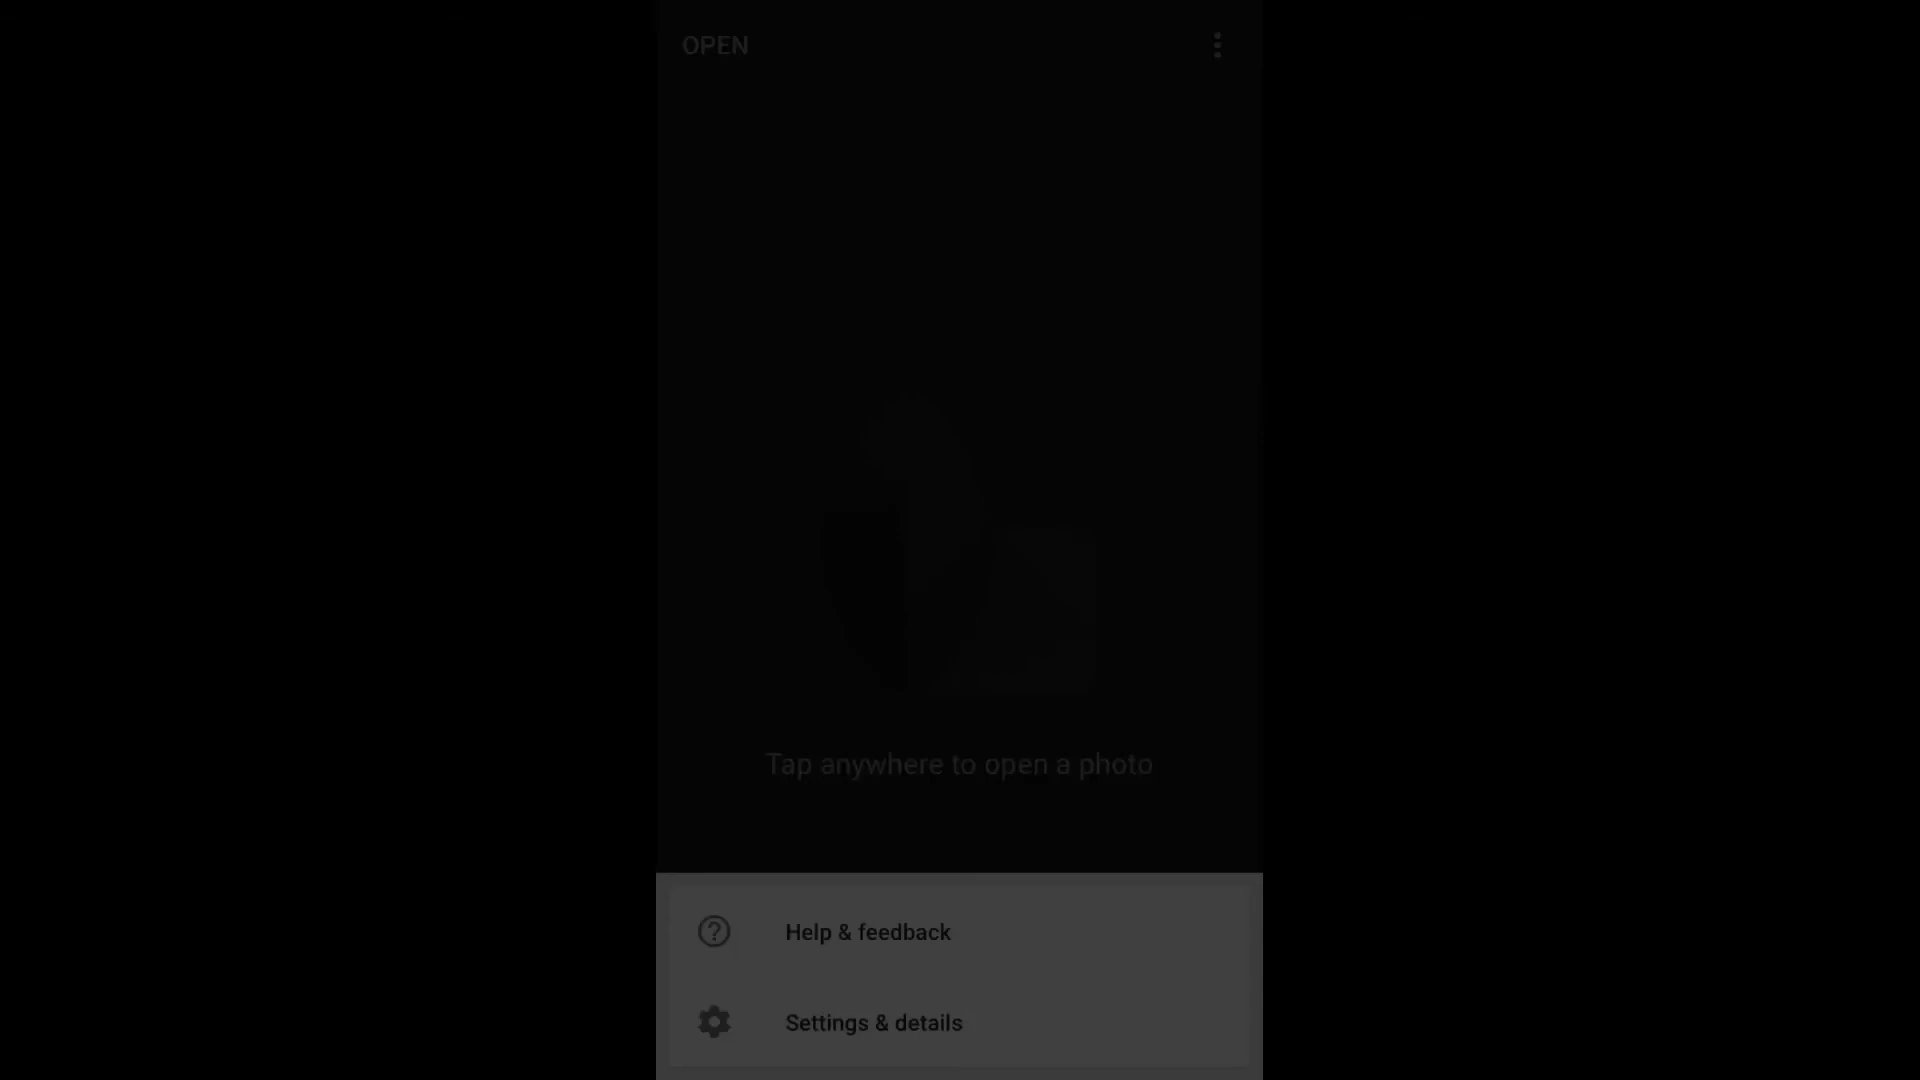 OPEN
Tap anywhere to open a photo
Help & feedback
Settings & details